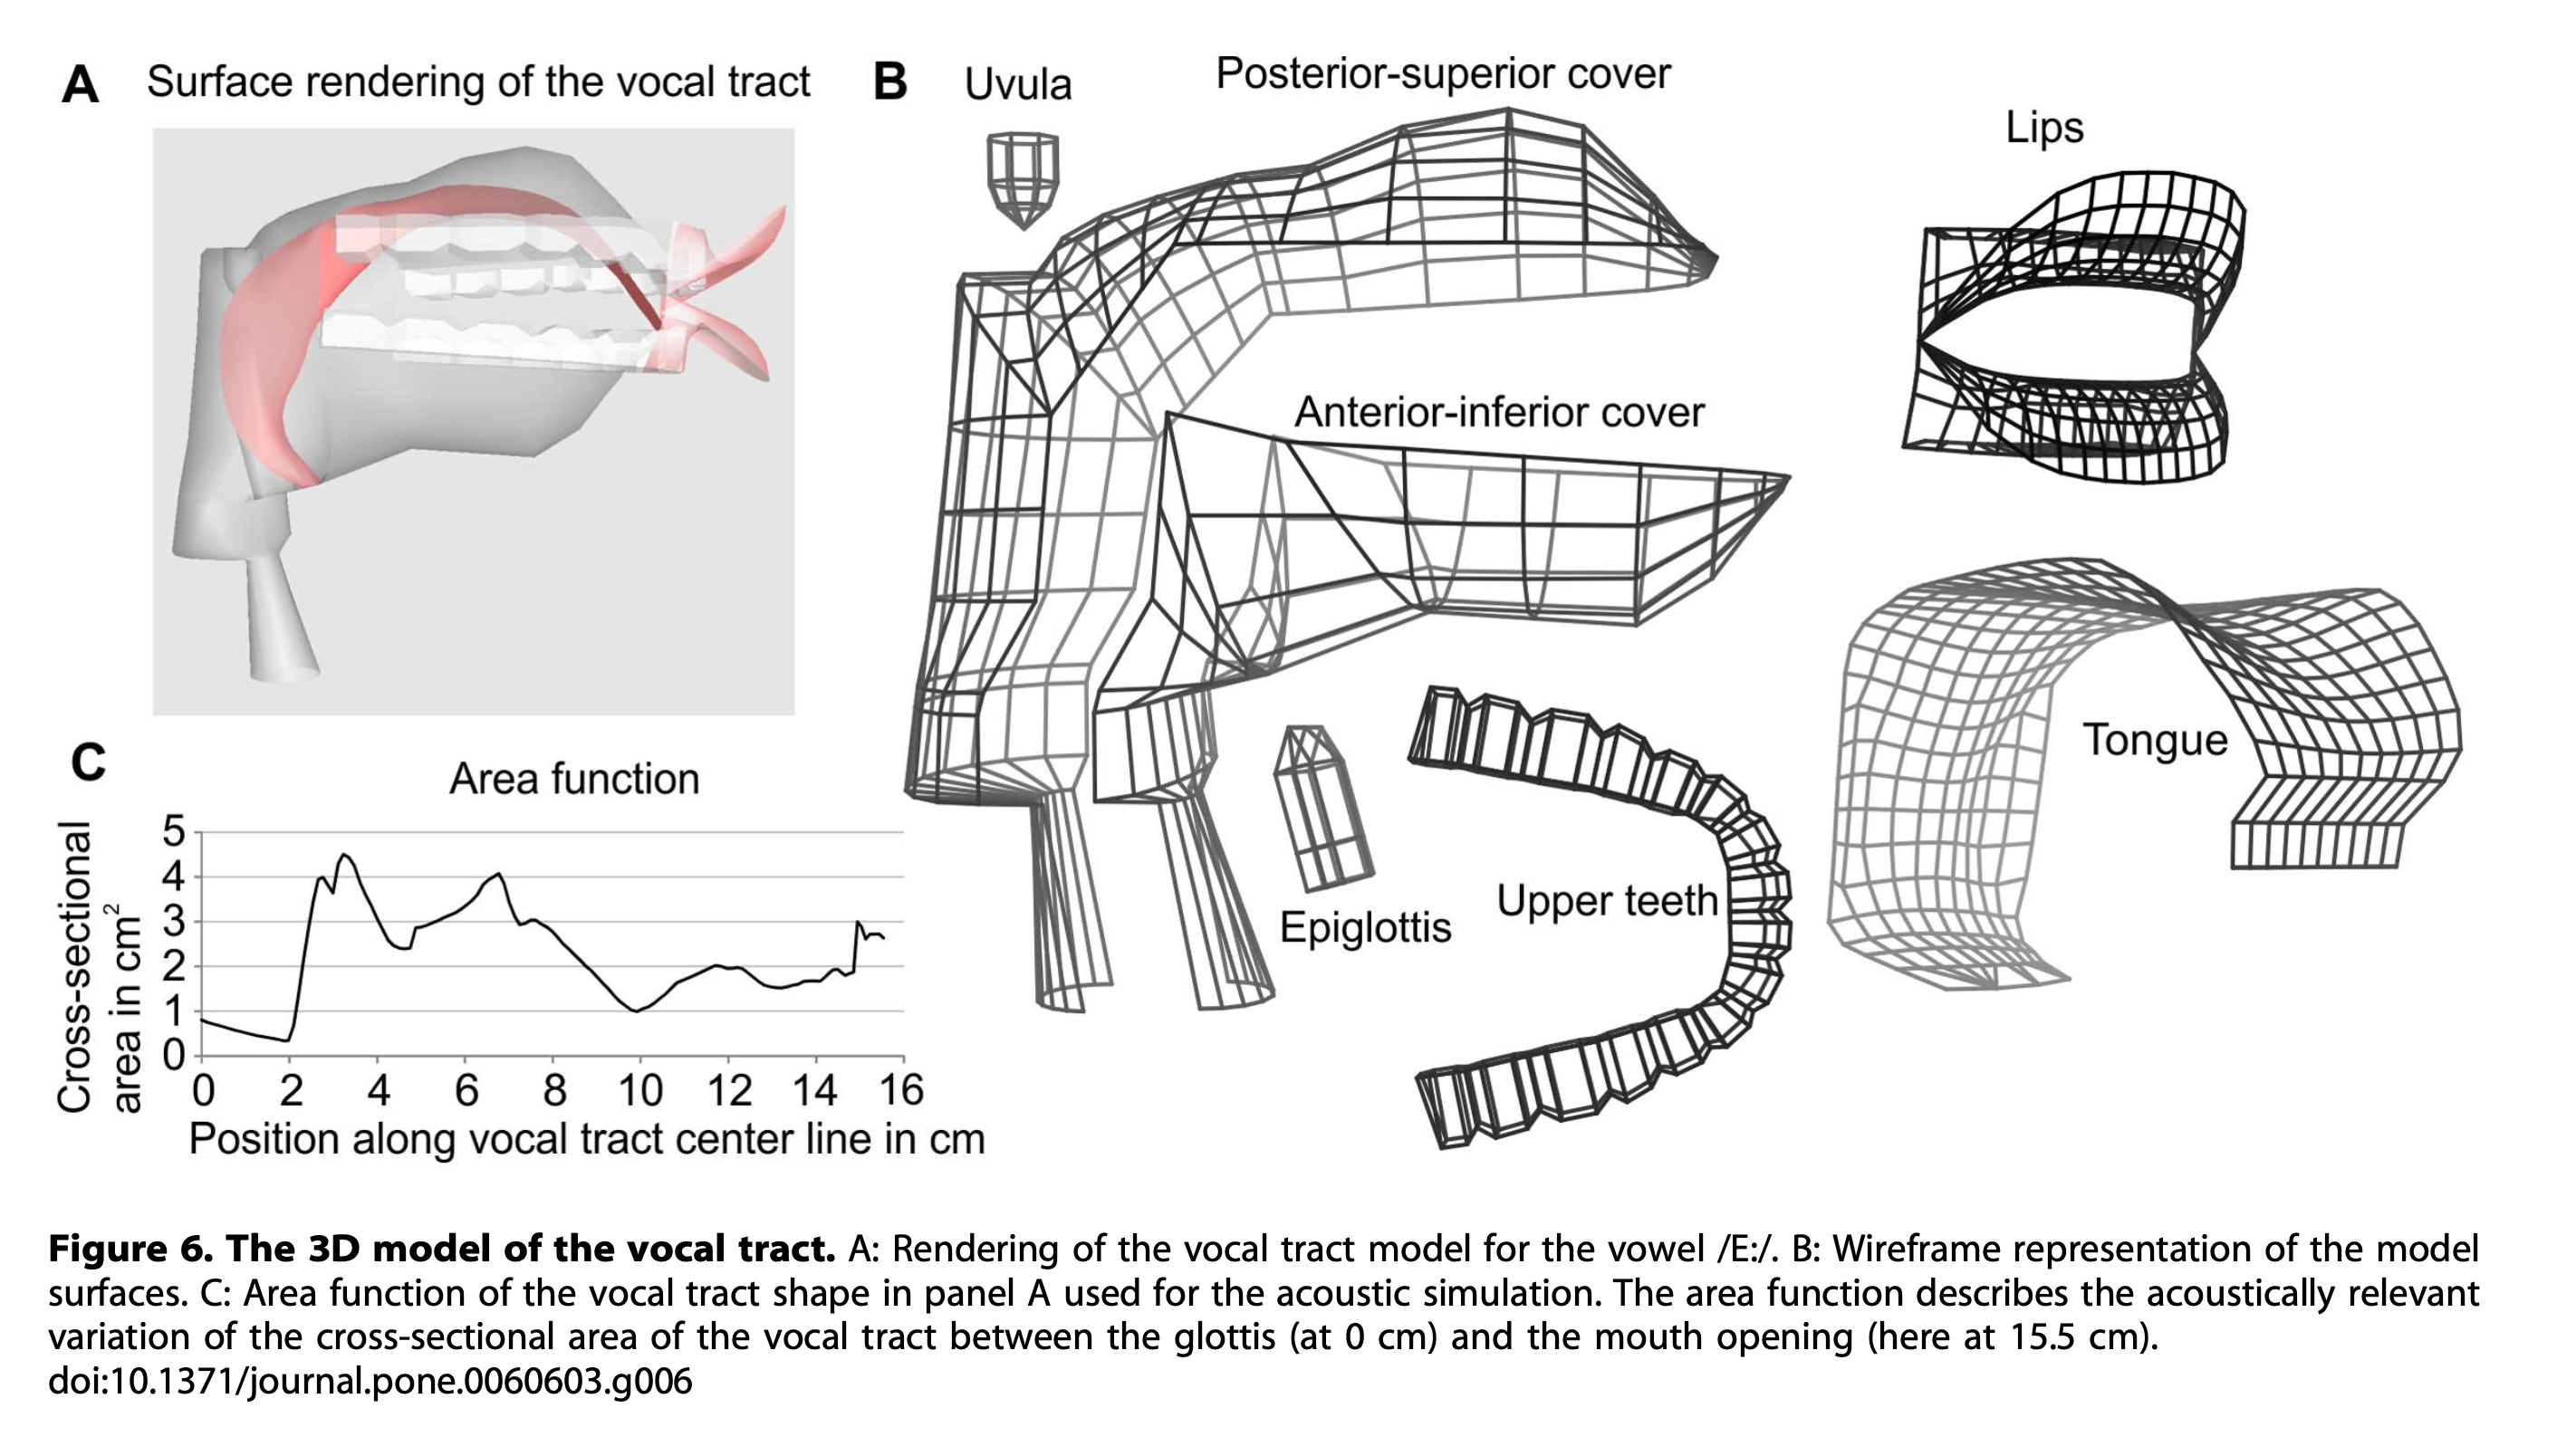 A Surface rendering of the vocal tract
B Uvula
Posterior-superior cover
Lips
Anterior-inferior cover
Tongue
Upper teeth
Epiglottis
C Area function
Cross-sectional
area in cm²
5
4
3
2
1
0
0 2 4 6 8 10 12 14 16
Position along vocal tract center line in cm
Figure 6. The 3D model of the vocal tract. A: Rendering of the vocal tract model for the vowel /E:/. B: Wireframe representation of the model
surfaces. C: Area function of the vocal tract shape in panel A used for the acoustic simulation. The area function describes the acoustically relevant
variation of the cross-sectional area of the vocal tract between the glottis (at 0 cm) and the mouth opening (here at 15.5 cm).
doi:10.1371/journal.pone.0060603.g006